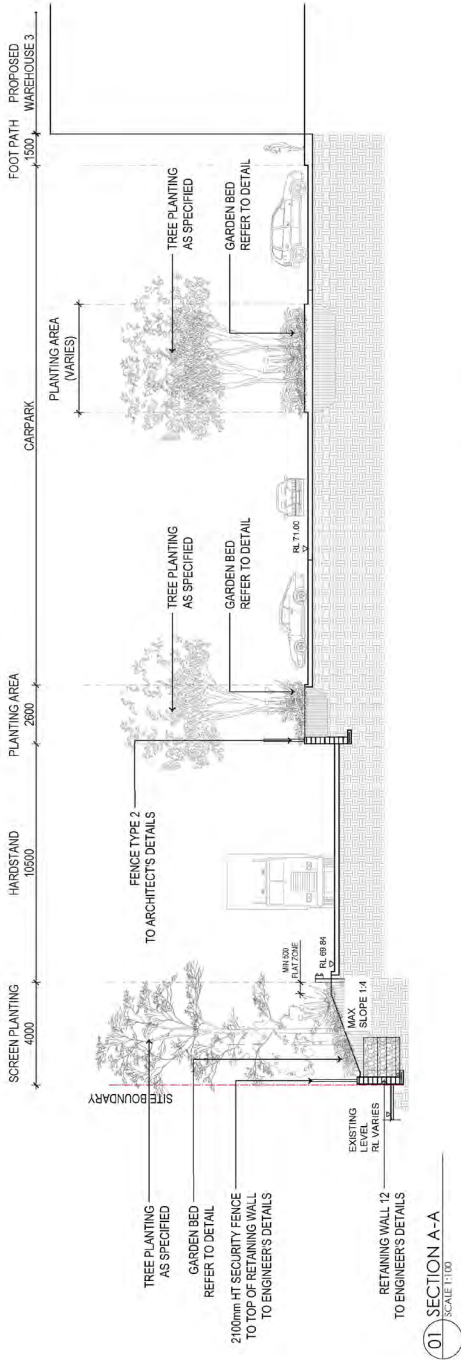 SCREEN PLANTING
4000
HARDSTAND
10500
PLANTING AREA
2600
CARPARK
FOOT PATH
1500
PROPOSED
WAREHOUSE 3
PLANTING AREA
(VARIES)
TREE PLANTING
AS SPECIFIED
GARDEN BED
REFER TO DETAIL
2100mm HT SECURITY FENCE
TO TOP OF RETAINING WALL
TO ENGINEER'S DETAILS
RETAINING WALL 12
TO ENGINEER'S DETAILS
SITE BOUNDARY
EXISTING
LEVEL
RL VARIES
MAX
SLOPE 1:4
MIN 500
FLAT ZONE
RL 69.84
FENCE TYPE 2
TO ARCHITECT'S DETAILS
TREE PLANTING
AS SPECIFIED
GARDEN BED
REFER TO DETAIL
RL 71.00
TREE PLANTING
AS SPECIFIED
GARDEN BED
REFER TO DETAIL
01 SECTION A-A
SCALE 1:100